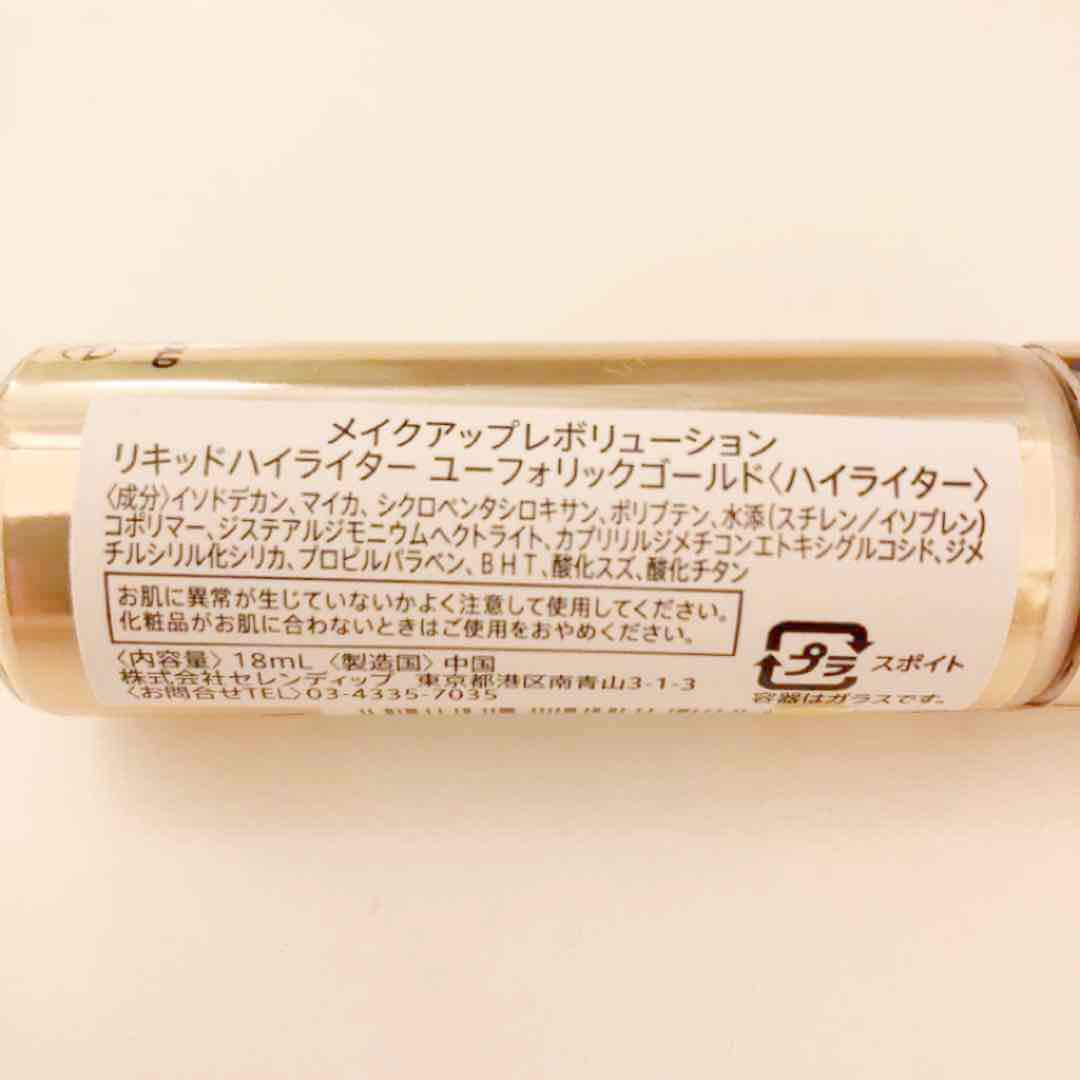 メイクアップレボリューション
リキッドハイライター ユーフォリックゴールド〈ハイライター〉
〈成分〉イソドデカン、マイカ、シクロペンタシロキサン、ポリブテン、水添(スチレン/イソプレン)
コポリマー、ジステアルジモニウムヘクトライト、カプリリルジメチコンエトキシグルコシド、ジメ
チルシリル化シリカ、プロピルパラベン、BHT、酸化スズ、酸化チタン
お肌に異常が生じていないかよく注意して使用してください。
化粧品がお肌に合わないときはご使用をおやめください。
〈内容量〉18mL 〈製造国〉中国
株式会社セレンディップ 東京都港区南青山3-1-3
〈お問合せTEL〉03-4335-7035
プラ スポイト
容器はガラスです。